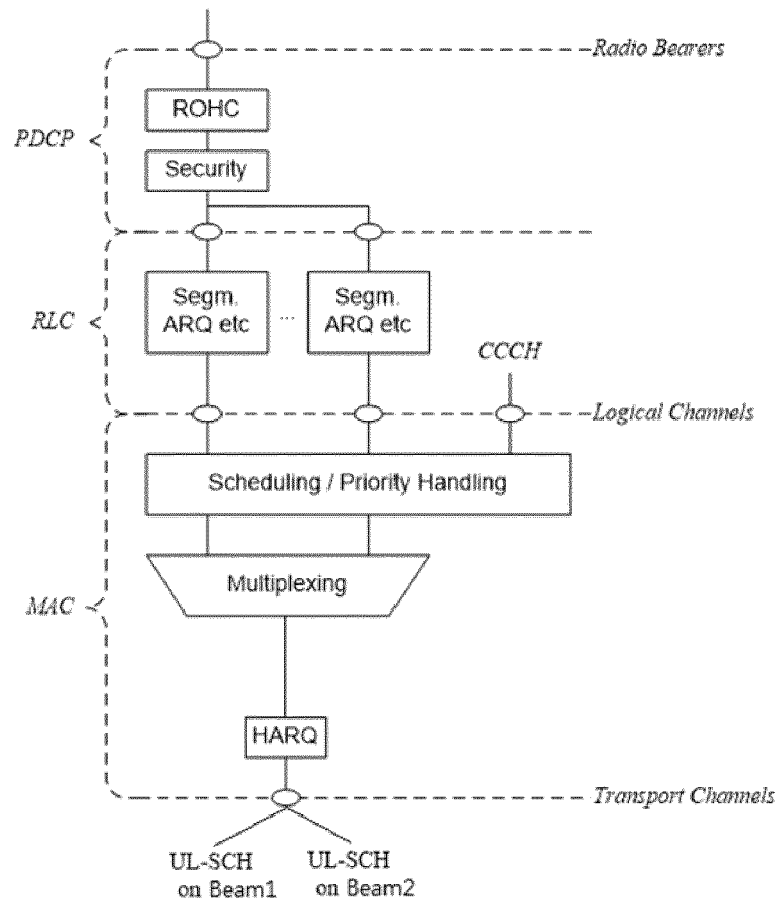 Radio Bearers
ROHC
PDCP
Security
Segm.
ARQ etc
...
Segm.
ARQ etc
RLC
CCCH
Logical Channels
Scheduling / Priority Handling
Multiplexing
MAC
HARQ
Transport Channels
UL-SCH
on Beam1
UL-SCH
on Beam2